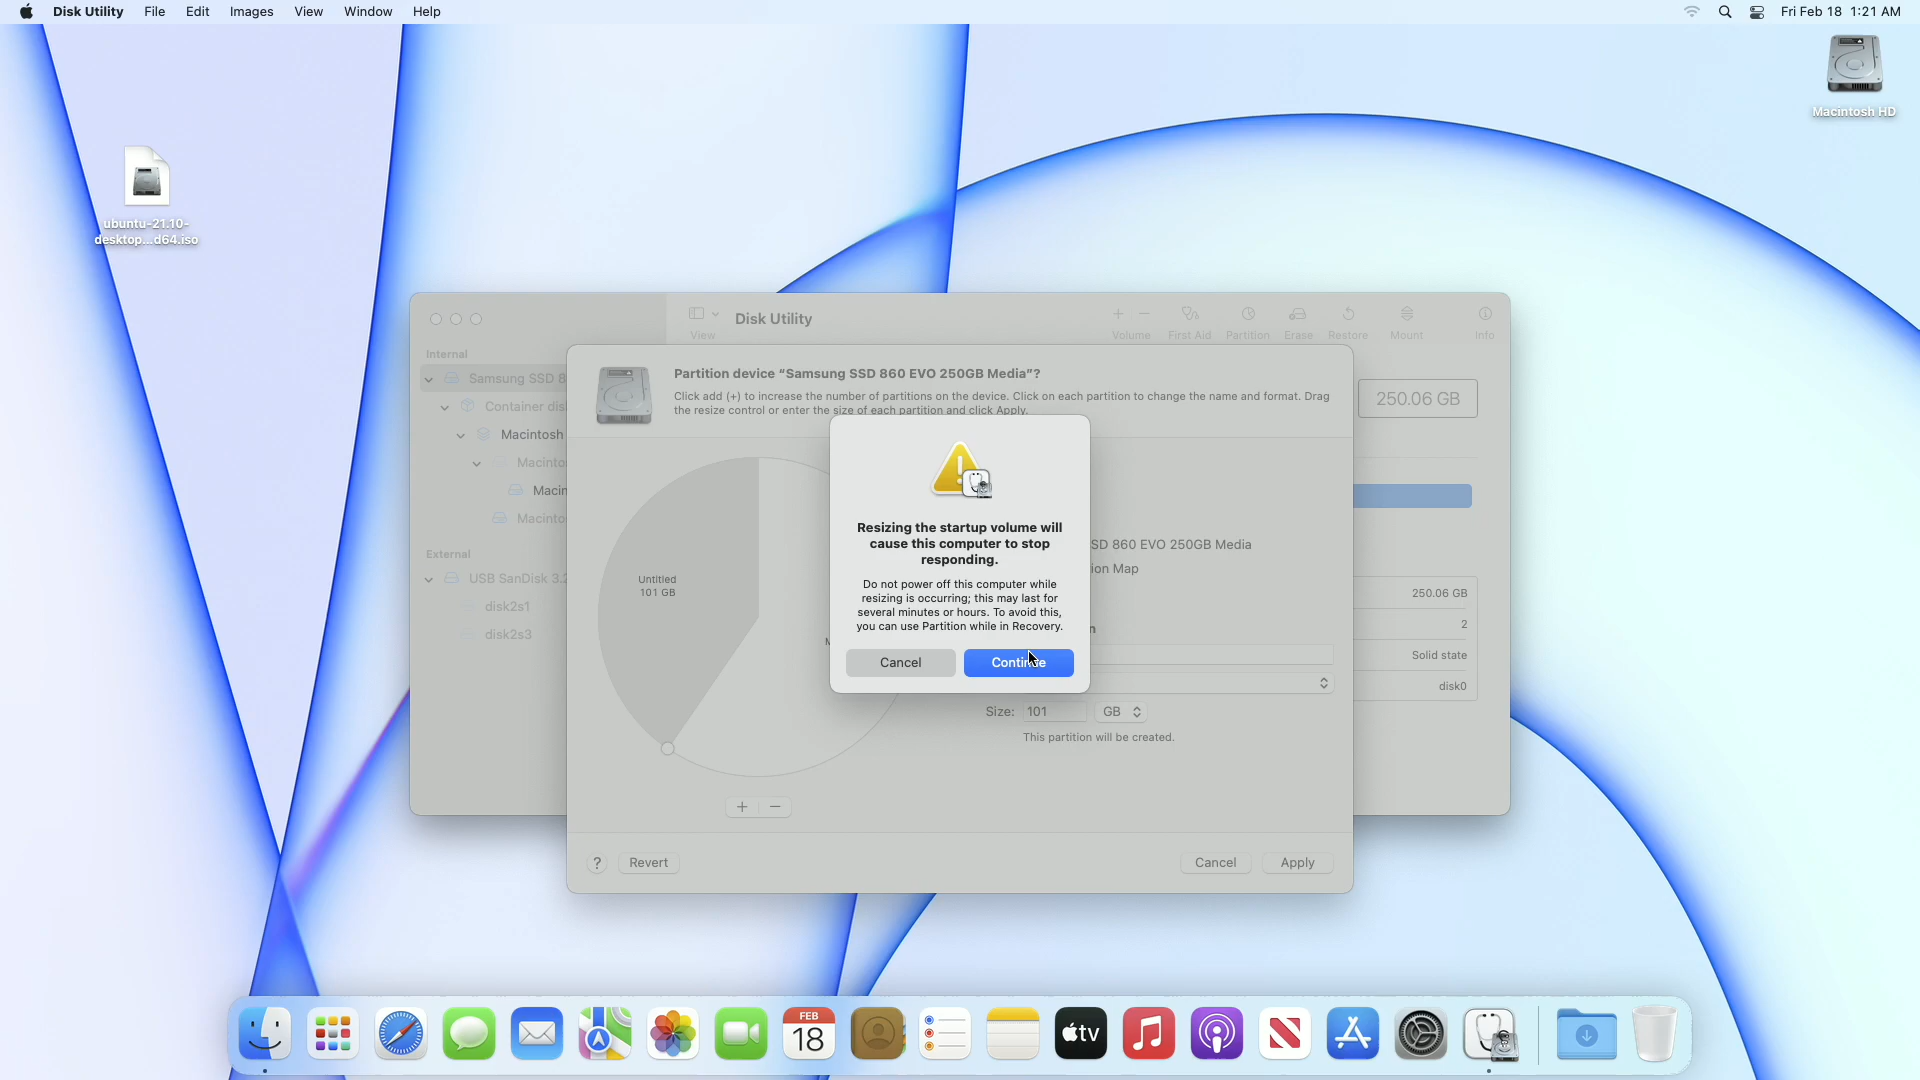 Disk Utility File Edit Images View Window Help
Fri Feb 18 1:21 AM
Macintosh HD
ubuntu-21.10-
desktop...d64.iso
Disk Utility
View
Volume First Aid Partition Erase Restore Mount Info
Internal
Samsung SSD 8
Container dis
Macintosh
Macinto
Macin
Macinto
External
USB SanDisk 3.2
disk2s1
disk2s3
250.06 GB
250.06 GB
2
Solid state
disk0
Partition device “Samsung SSD 860 EVO 250GB Media”?
Click add (+) to increase the number of partitions on the device. Click on each partition to change the name and format. Drag
the resize control or enter the size of each partition and click Apply.
Untitled
101 GB
SD 860 EVO 250GB Media
ion Map
n
Size: 101 GB
This partition will be created.
+ −
? Revert
Cancel Apply
Resizing the startup volume will
cause this computer to stop
responding.
Do not power off this computer while
resizing is occurring; this may last for
several minutes or hours. To avoid this,
you can use Partition while in Recovery.
Cancel Continue
FEB
18
tv